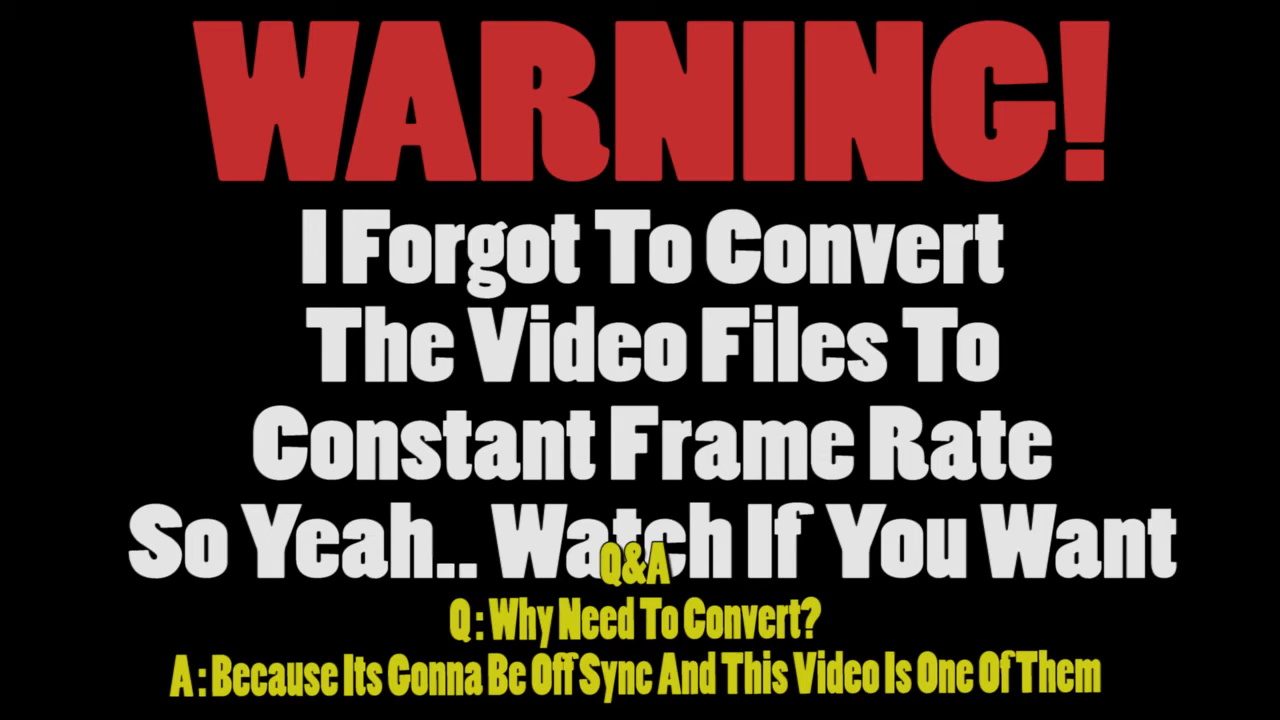 WARNING!
I Forgot To Convert
The Video Files To
Constant Frame Rate
So Yeah.. Watch If You Want
Q&A
Q : Why Need To Convert?
A : Because Its Gonna Be Off Sync And This Video Is One Of Them